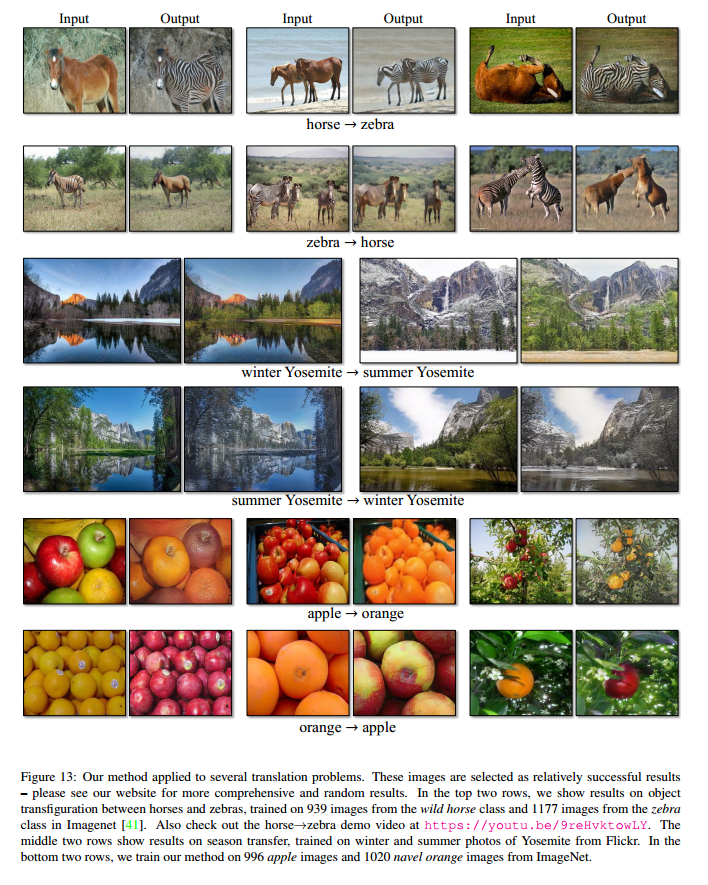 Input Output Input Output Input Output
horse → zebra
zebra → horse
winter Yosemite → summer Yosemite
summer Yosemite → winter Yosemite
apple → orange
orange → apple
Figure 13: Our method applied to several translation problems. These images are selected as relatively successful results
– please see our website for more comprehensive and random results. In the top two rows, we show results on object
transfiguration between horses and zebras, trained on 939 images from the wild horse class and 1177 images from the zebra
class in Imagenet [41]. Also check out the horse→zebra demo video at https://youtu.be/9reHvktowLY. The
middle two rows show results on season transfer, trained on winter and summer photos of Yosemite from Flickr. In the
bottom two rows, we train our method on 996 apple images and 1020 navel orange images from ImageNet.